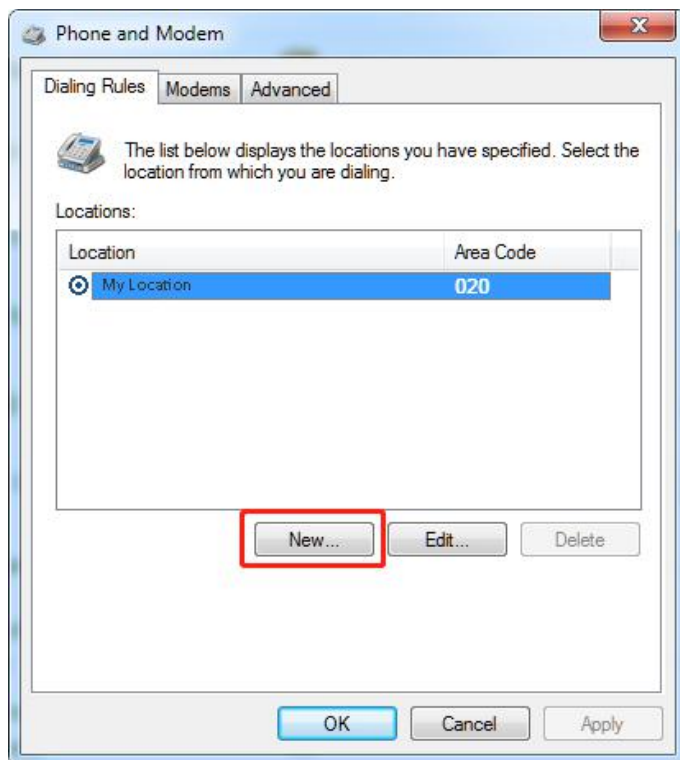 Phone and Modem
Dialing Rules Modems Advanced
The list below displays the locations you have specified. Select the
location from which you are dialing.
Locations:
Location Area Code
My Location 020
New... Edit... Delete
OK Cancel Apply